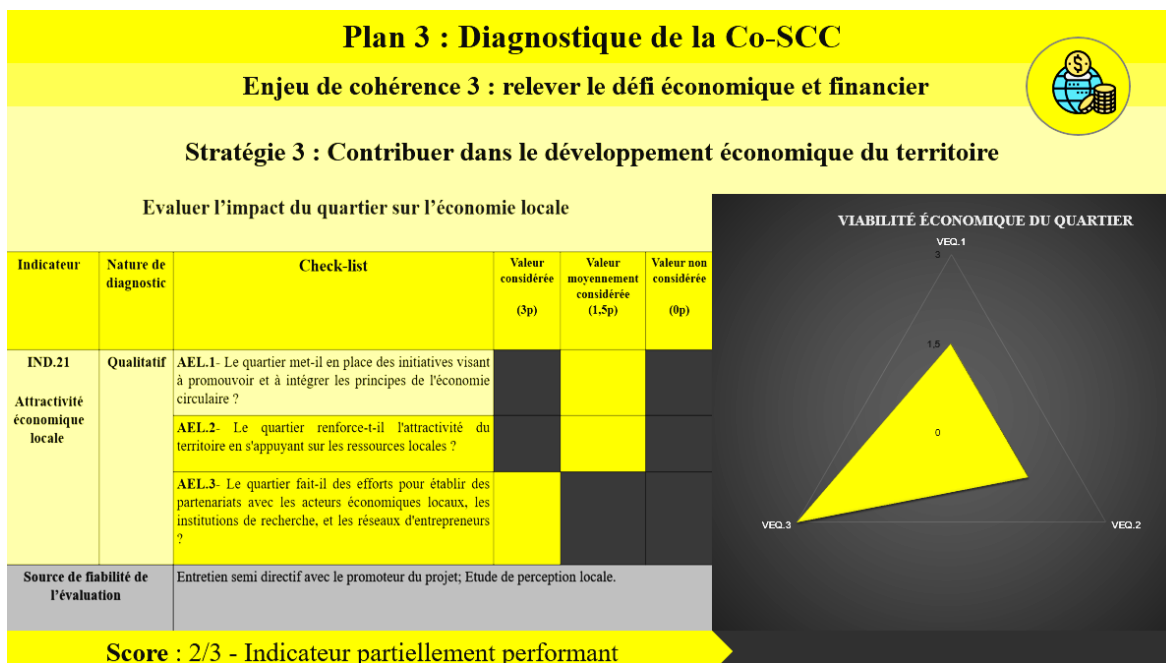 Plan 3 : Diagnostique de la Co-SCC
Enjeu de cohérence 3 : relever le défi économique et financier
$
Stratégie 3 : Contribuer dans le développement économique du territoire
Evaluer l'impact du quartier sur l'économie locale
Indicateur
Nature de
diagnostic
Check-list
Valeur
considérée
(3p)
Valeur
moyennement
considérée
(1,5p)
Valeur non
considérée
(0p)
IND.21
Attractivité
économique
locale
Qualitatif
AEL.1- Le quartier met-il en place des initiatives visant
à promouvoir et à intégrer les principes de l'économie
circulaire ?
AEL.2- Le quartier renforce-t-il l'attractivité du
territoire en s'appuyant sur les ressources locales ?
AEL.3- Le quartier fait-il des efforts pour établir des
partenariats avec les acteurs économiques locaux, les
institutions de recherche, et les réseaux d'entrepreneurs
?
Source de fiabilité de
l'évaluation
Entretien semi directif avec le promoteur du projet; Etude de perception locale.
Score : 2/3 - Indicateur partiellement performant
VIABILITÉ ÉCONOMIQUE DU QUARTIER
VEQ.1
3
1,5
0
VEQ.3
VEQ.2